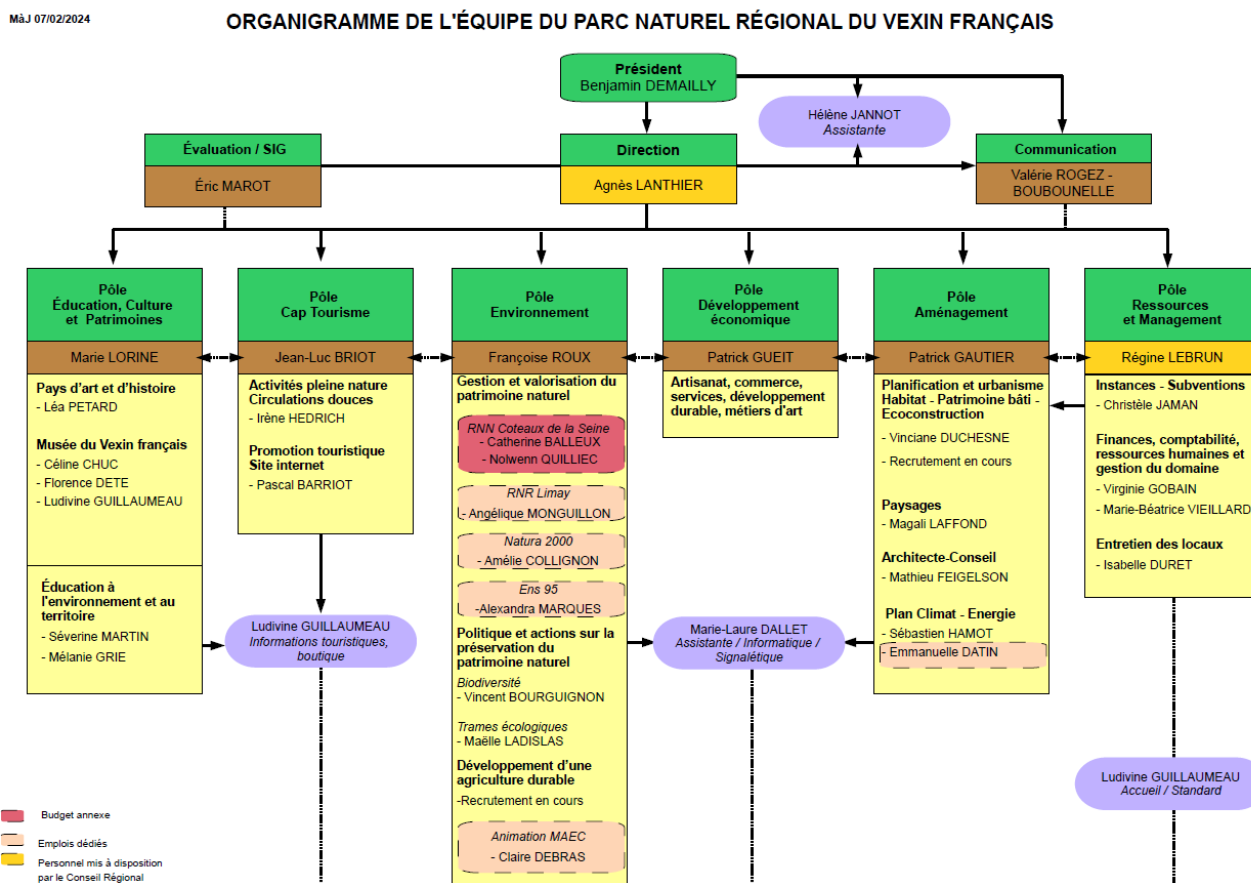 MàJ 07/02/2024
ORGANIGRAMME DE L'ÉQUIPE DU PARC NATUREL RÉGIONAL DU VEXIN FRANÇAIS
Président
Benjamin DEMAILLY
Hélène JANNOT
Assistante
Évaluation / SIG
Éric MAROT
Direction
Agnès LANTHIER
Communication
Valérie ROGEZ -
BOUBOUNELLE
Pôle
Éducation, Culture
et Patrimoines
Marie LORINE
Pays d'art et d'histoire
- Léa PETARD
Musée du Vexin français
- Céline CHUC
- Florence DETE
- Ludivine GUILLAUMEAU
Éducation à
l'environnement et au
territoire
- Séverine MARTIN
- Mélanie GRIE
Pôle
Cap Tourisme
Jean-Luc BRIOT
Activités pleine nature
Circulations douces
- Irène HEDRICH
Promotion touristique
Site internet
- Pascal BARRIOT
Ludivine GUILLAUMEAU
Informations touristiques,
boutique
Pôle
Environnement
Françoise ROUX
Gestion et valorisation du
patrimoine naturel
RNN Coteaux de la Seine
- Catherine BALLEUX
- Nolwenn QUILLIEC
RNR Limay
- Angélique MONGUILLON
Natura 2000
- Amélie COLLIGNON
Ens 95
-Alexandra MARQUES
Politique et actions sur la
préservation du
patrimoine naturel
Biodiversité
- Vincent BOURGUIGNON
Trames écologiques
- Maëlle LADISLAS
Développement d'une
agriculture durable
-Recrutement en cours
Animation MAEC
- Claire DEBRAS
Pôle
Développement
économique
Patrick GUEIT
Artisanat, commerce,
services, développement
durable, métiers d'art
Marie-Laure DALLET
Assistante / Informatique /
Signalétique
Pôle
Aménagement
Patrick GAUTIER
Planification et urbanisme
Habitat - Patrimoine bâti -
Ecoconstruction
- Vinciane DUCHESNE
- Recrutement en cours
Paysages
- Magali LAFFOND
Architecte-Conseil
- Mathieu FEIGELSON
Plan Climat - Energie
- Sébastien HAMOT
- Emmanuelle DATIN
Pôle
Ressources
et Management
Régine LEBRUN
Instances - Subventions
- Christèle JAMAN
Finances, comptabilité,
ressources humaines et
gestion du domaine
- Virginie GOBAIN
- Marie-Béatrice VIEILLARD
Entretien des locaux
- Isabelle DURET
Ludivine GUILLAUMEAU
Accueil / Standard
Budget annexe
Emplois dédiés
Personnel mis à disposition
par le Conseil Régional